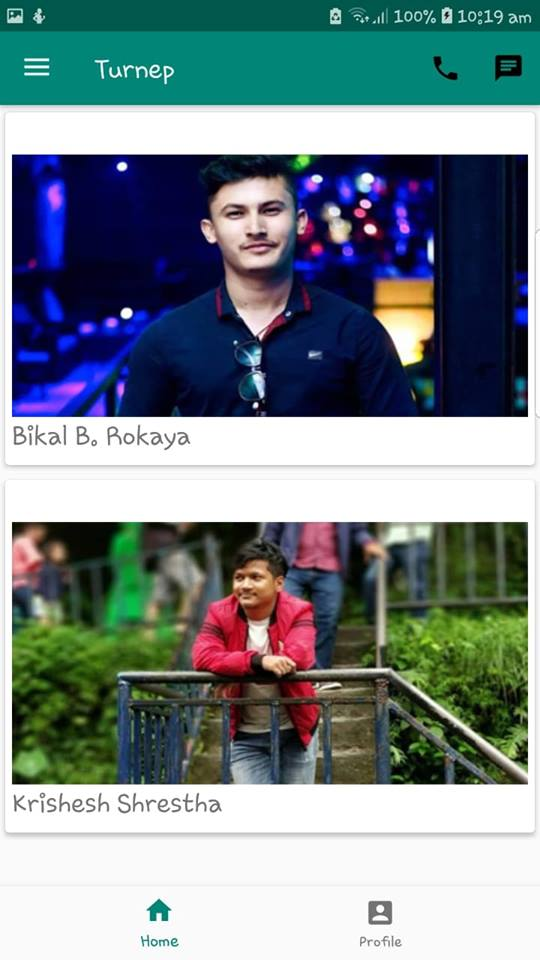 100% 10:19 am
Turnep
Bikal B. Rokaya
Krishesh Shrestha
Home Profile